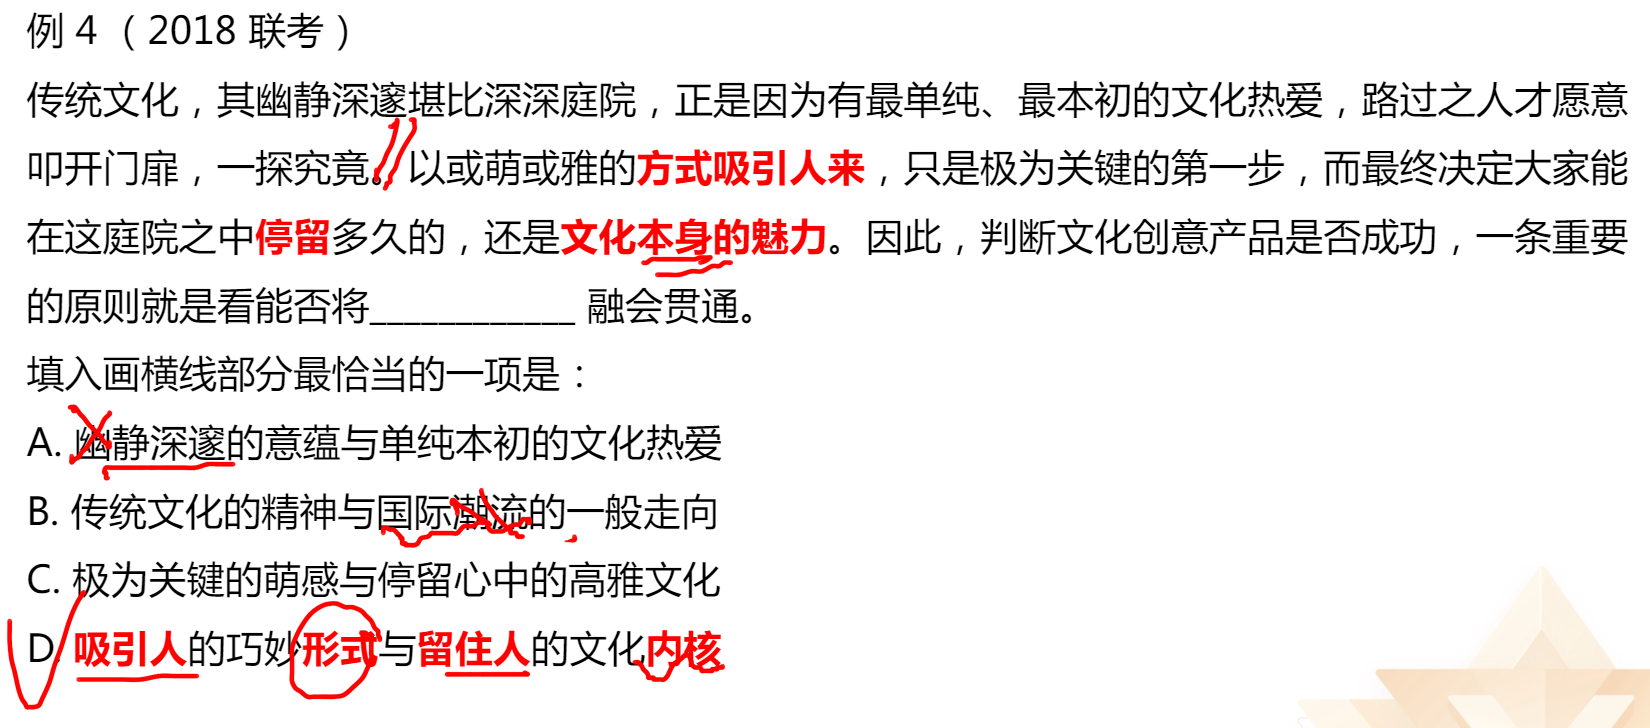 例 4（2018 联考）
传统文化，其幽静深邃堪比深深庭院，正是因为有最单纯、最本初的文化热爱，路过之人才愿意
叩开门扉，一探究竟。以或萌或雅的方式吸引人来，只是极为关键的第一步，而最终决定大家能
在这庭院之中停留多久的，还是文化本身的魅力。因此，判断文化创意产品是否成功，一条重要
的原则就是看能否将____________ 融会贯通。
填入画横线部分最恰当的一项是：
A. 幽静深邃的意蕴与单纯本初的文化热爱
B. 传统文化的精神与国际潮流的一般走向
C. 极为关键的萌感与停留心中的高雅文化
D. 吸引人的巧妙形式与留住人的文化内核